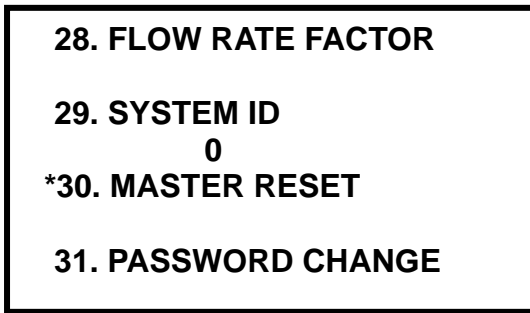 28. FLOW RATE FACTOR
29. SYSTEM ID
0
*30. MASTER RESET
31. PASSWORD CHANGE